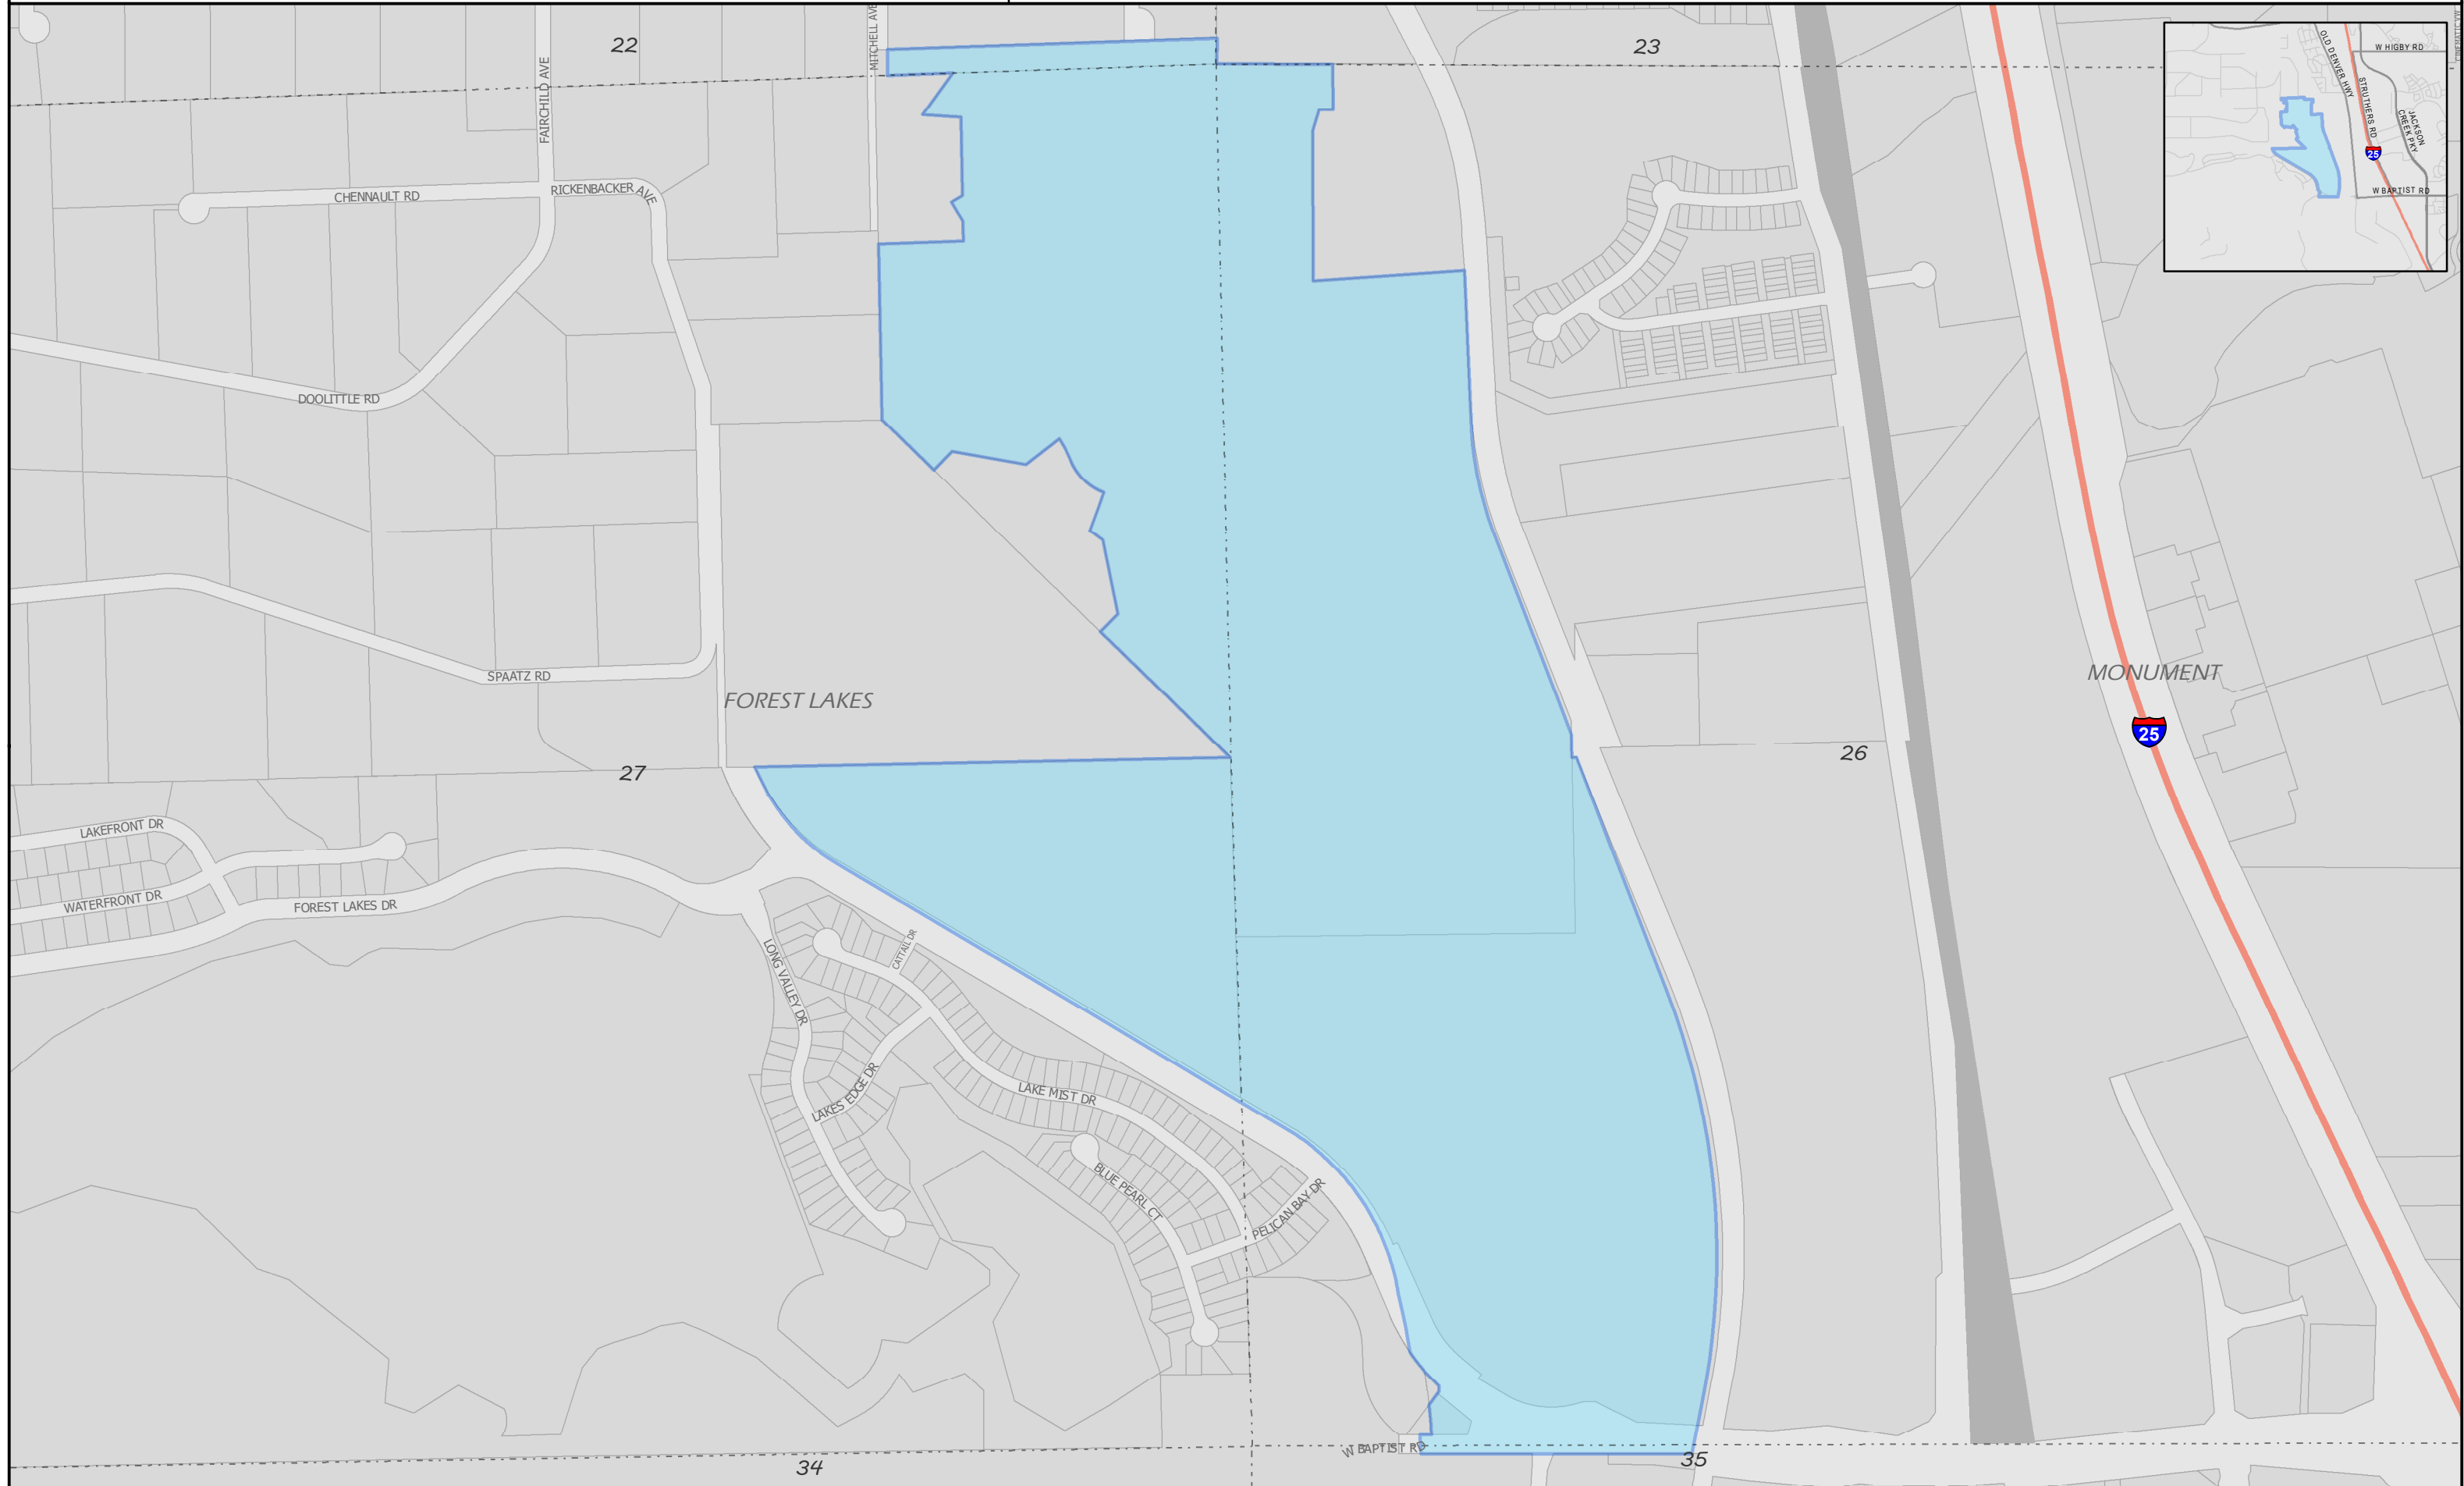 22
23
MITCHELL AVE
FAIRCHILD AVE
OLD DENVER HWY
W HIGBY RD
STRUTHERS RD
JACKSON
CREEK PKY
25
W BAPTIST RD
CHENNAULT RD
RICKENBACKER AVE
DOOLITTLE RD
SPAATZ RD
FOREST LAKES
MONUMENT
25
27
26
LAKEFRONT DR
WATERFRONT DR
FOREST LAKES DR
LONG VALLEY DR
CATTAIL DR
LAKES EDGE DR
LAKE MIST DR
BLUE PEARL CT
PELICAN BAY DR
W BAPTIST RD
34
35